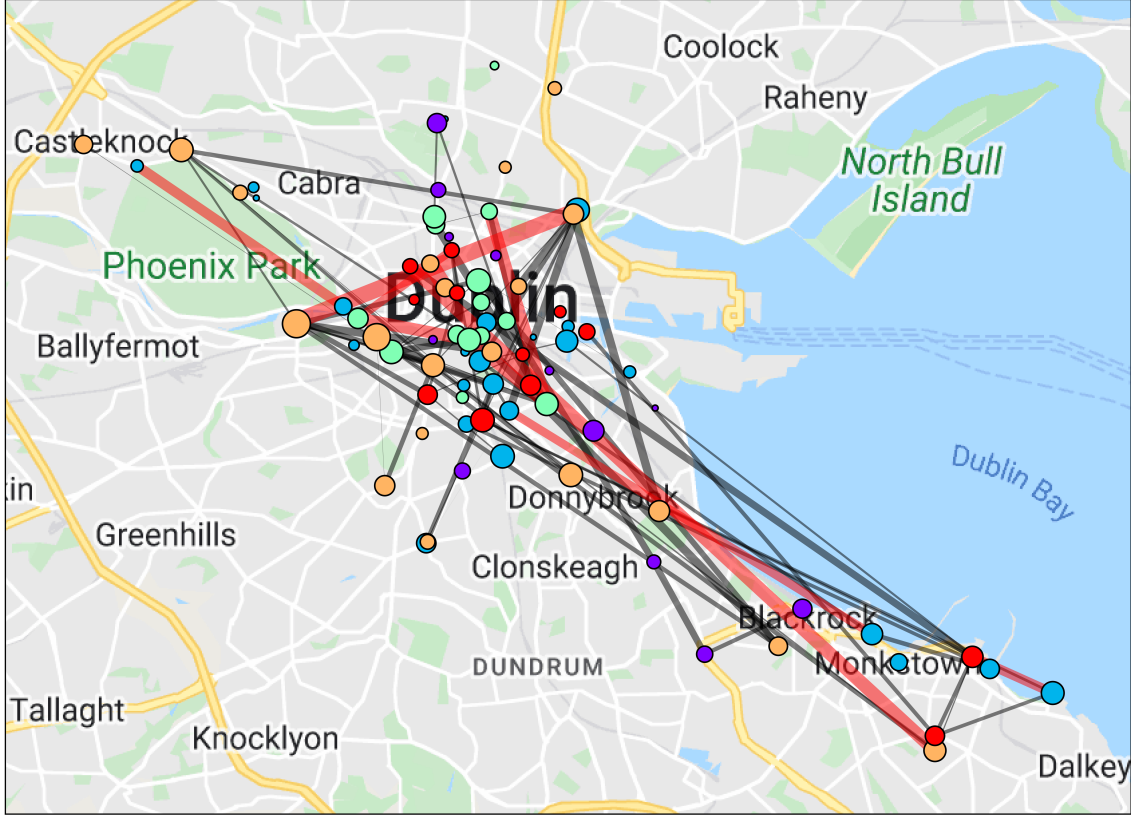 Coolock
Raheny
Castleknock
North Bull
Island
Cabra
Phoenix Park
Dublin
Ballyfermot
Dublin Bay
in
Donnybrook
Greenhills
Clonskeagh
Blackrock
DUNDRUM
Monkstown
Tallaght
Knocklyon
Dalkey